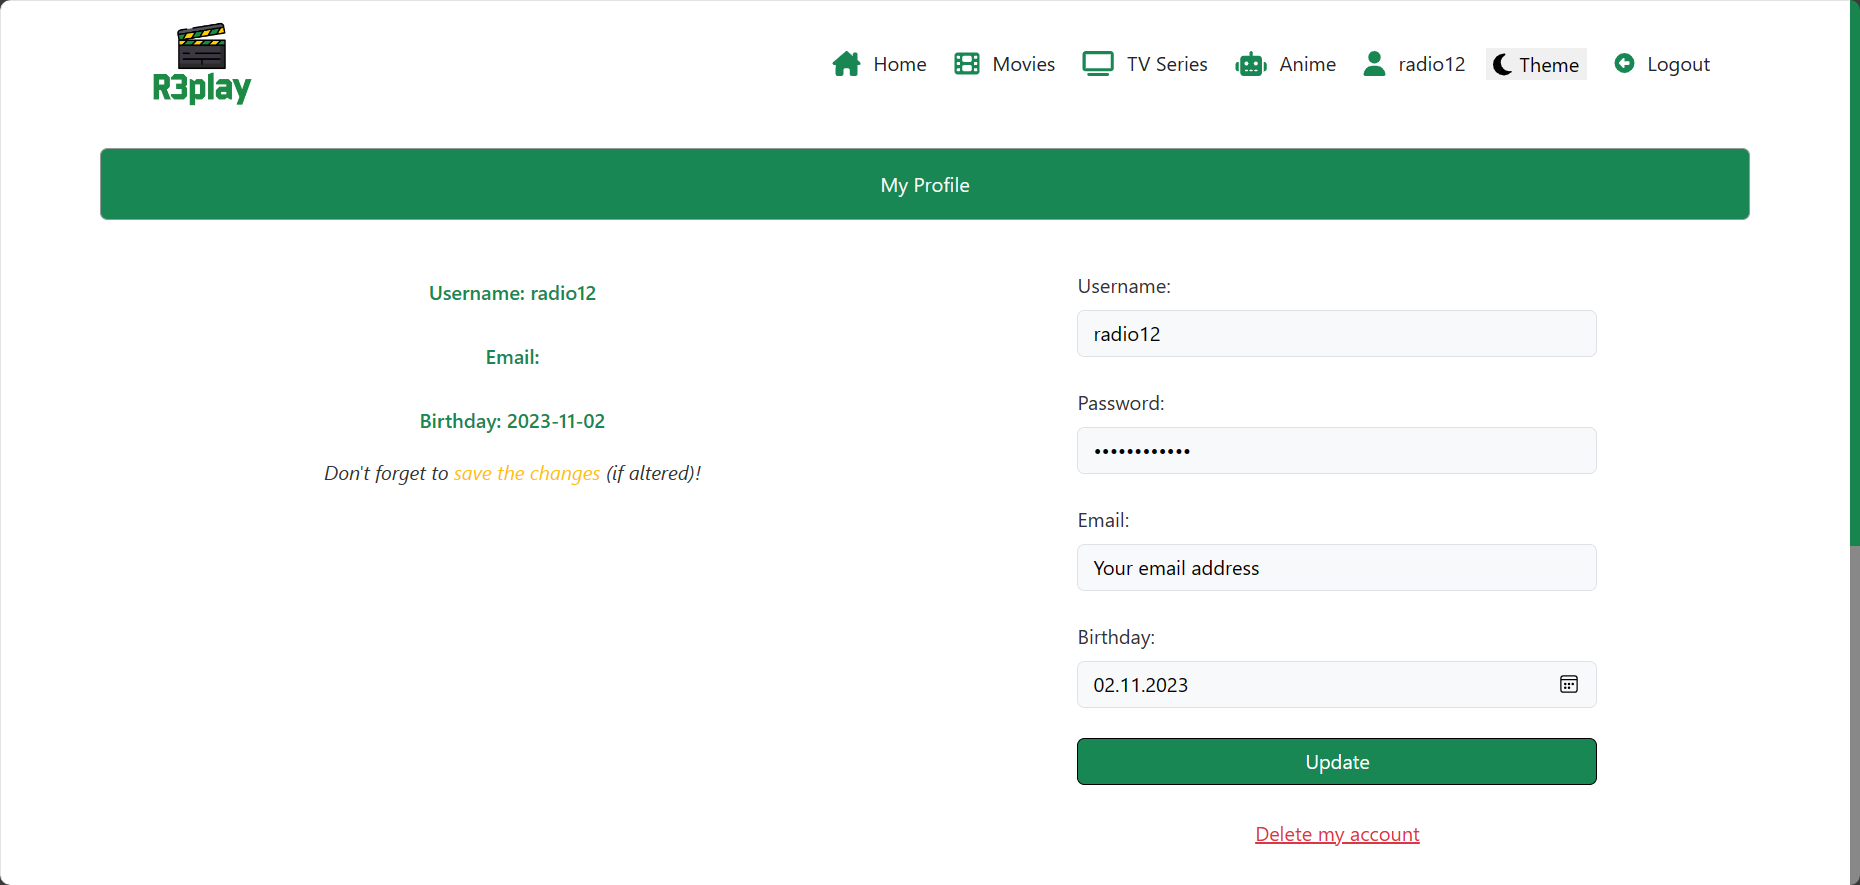 R3play
Home Movies TV Series Anime radio12 Theme Logout
My Profile
Username: radio12
Email:
Birthday: 2023-11-02
Don't forget to save the changes (if altered)!
Username:
radio12
Password:
••••••••••••
Email:
Your email address
Birthday:
02.11.2023
Update
Delete my account